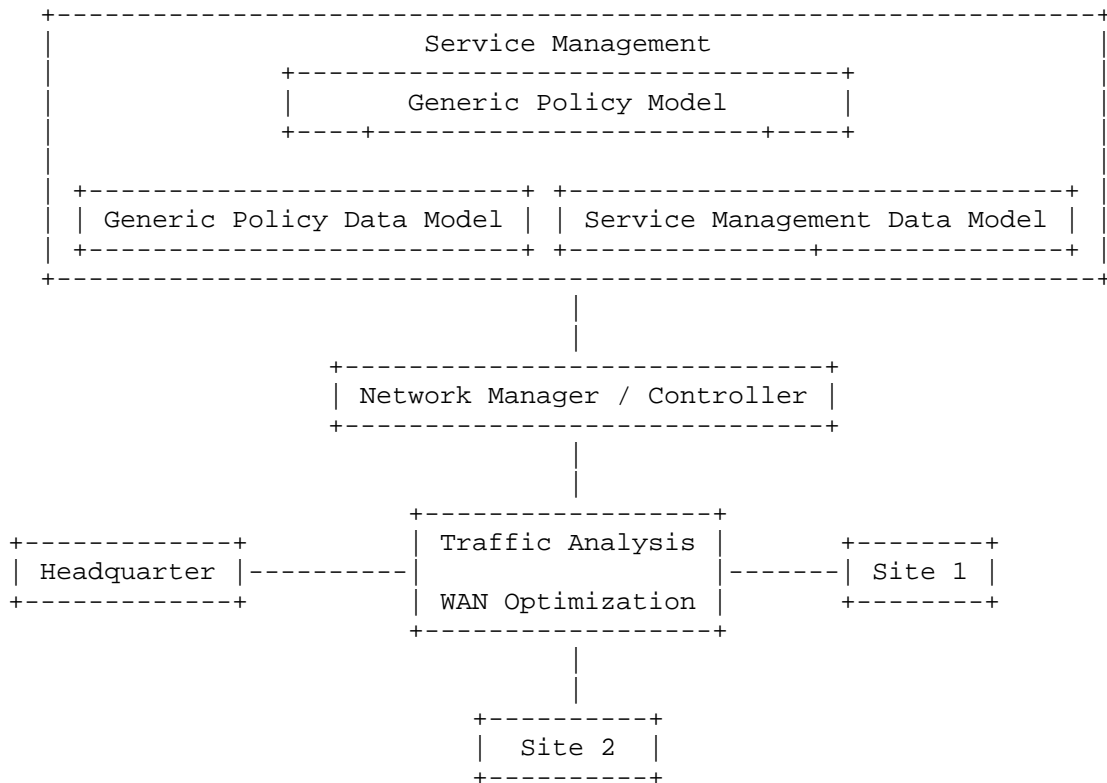 Service Management
Generic Policy Model
Generic Policy Data Model
Service Management Data Model
Network Manager / Controller
Traffic Analysis
Headquarter
Site 1
WAN Optimization
Site 2